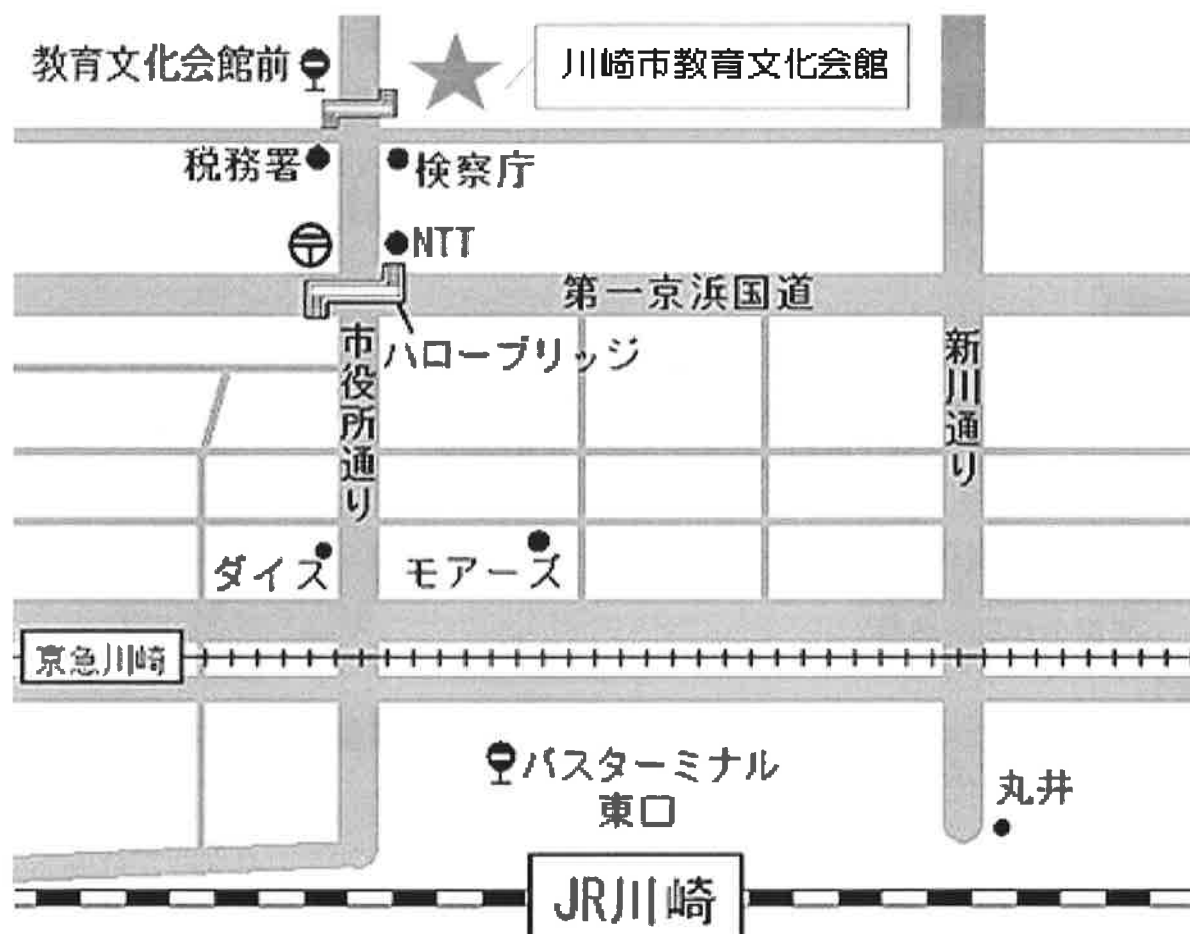 教育文化会館前
川崎市教育文化会館
税務署
検察庁
NTT
第一京浜国道
ハローブリッジ
市役所通り
新川通り
ダイス
モアーズ
京急川崎
バスターミナル
東口
丸井
JR川崎